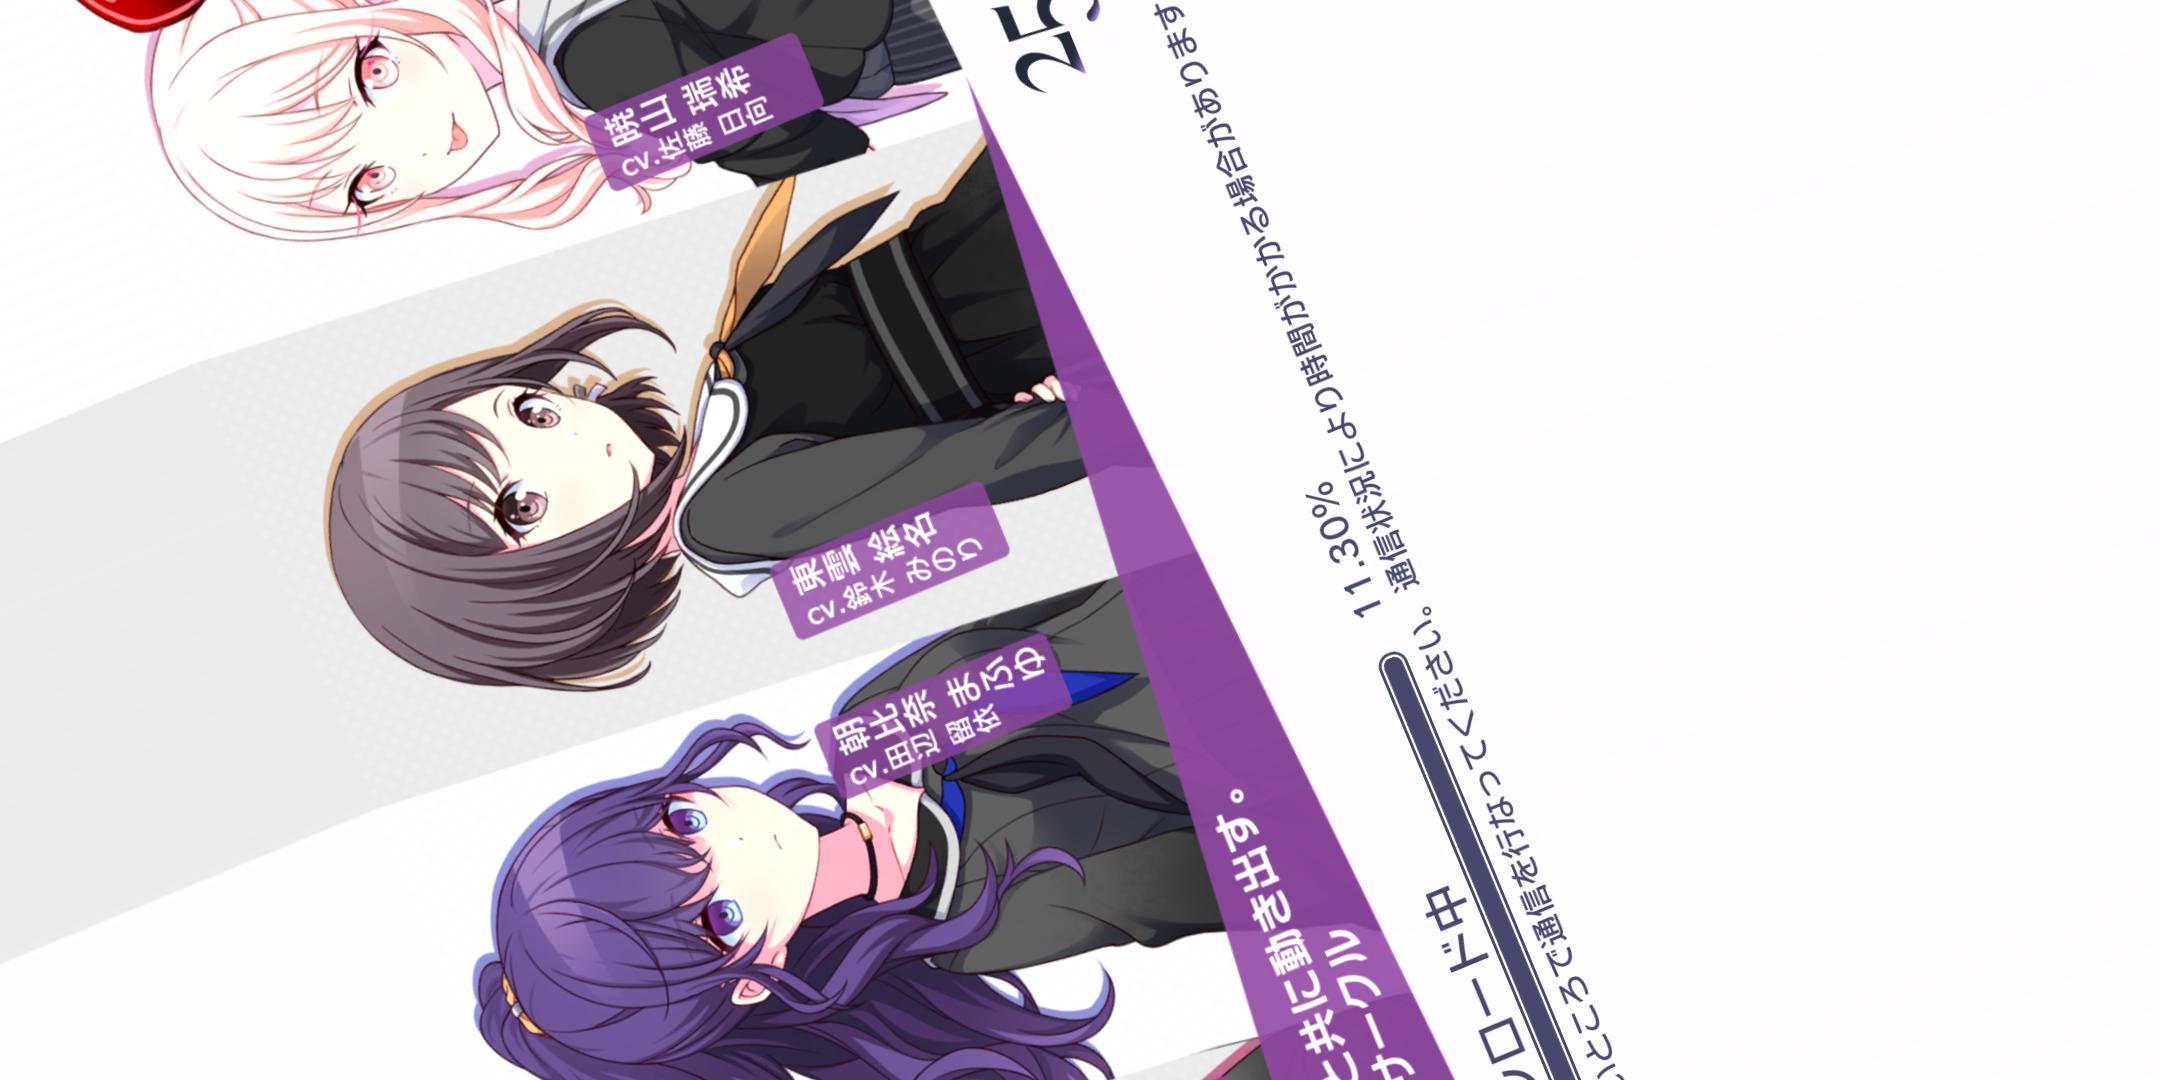 暁山 瑞希
CV.佐藤 日向
東雲 絵名
CV.鈴木 みのり
朝比奈 まふゆ
CV.田辺 留依
25
と共に動き出す。
サークル
ンロード中
11.30%
通信状況により時間がかかる場合があります
いところで通信を行なってください。